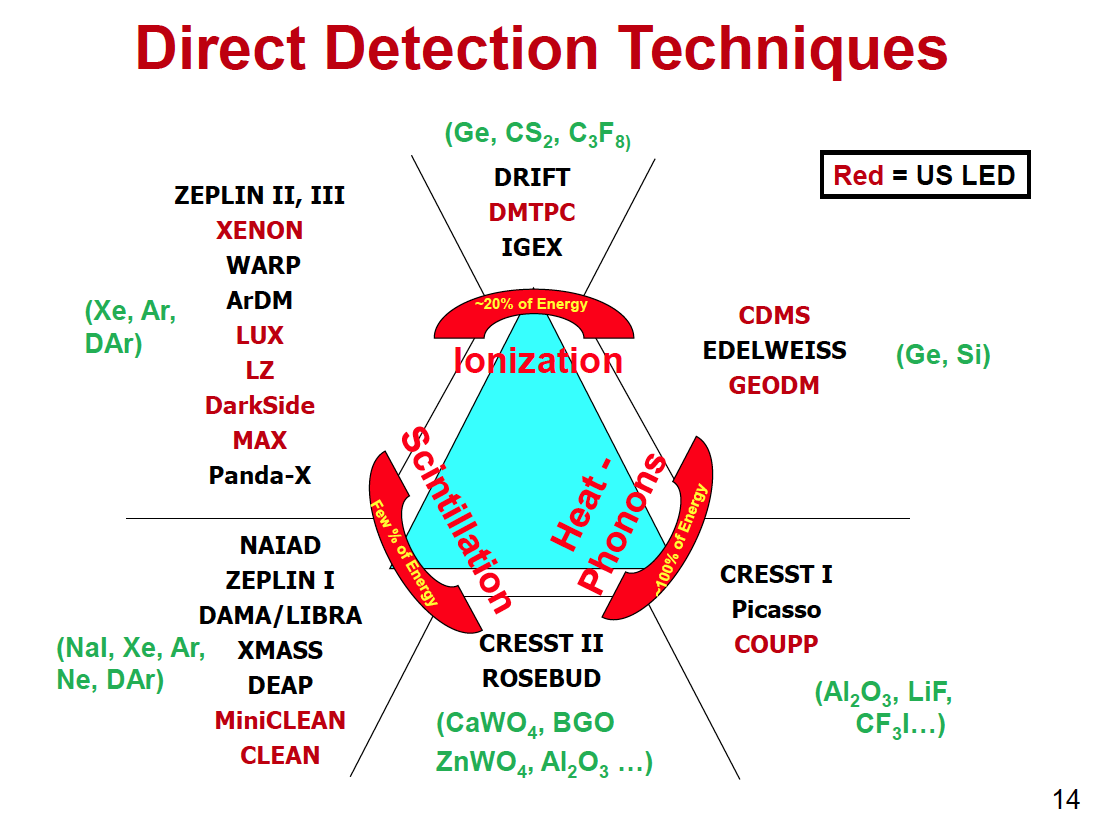 Direct Detection Techniques
(Ge, CS₂, C₃F₈)
DRIFT
DMTPC
IGEX
Red = US LED
ZEPLIN II, III
XENON
WARP
ArDM
LUX
LZ
DarkSide
MAX
Panda-X
(Xe, Ar,
DAr)
~20% of Energy
Ionization
CDMS
EDELWEISS
GEODM
(Ge, Si)
Scintillation
Few % of Energy
Heat -
Phonons
~100% of Energy
NAIAD
ZEPLIN I
DAMA/LIBRA
XMASS
DEAP
MiniCLEAN
CLEAN
(NaI, Xe, Ar,
Ne, DAr)
CRESST II
ROSEBUD
(CaWO₄, BGO
ZnWO₄, Al₂O₃ …)
CRESST I
Picasso
COUPP
(Al₂O₃, LiF,
CF₃I…)
14